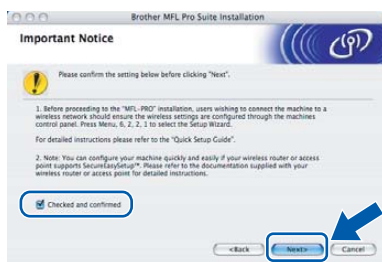 Brother MFL Pro Suite Installation
Important Notice
Please confirm the setting below before clicking "Next".
1. Before proceeding to the "MFL-PRO" installation, users wishing to connect the machine to a
wireless network should ensure the wireless settings are configured through the machines
control panel. Press Menu, 6, 2, 2, 1 to select the Setup Wizard.
For detailed instructions please refer to the "Quick Setup Guide".
2. Note: You can configure your machine quickly and easily if your wireless router or access
point supports SecureEasySetup™. Please refer to the documentation supplied with your
wireless router or access point for detailed instructions.
Checked and confirmed
<Back Next> Cancel